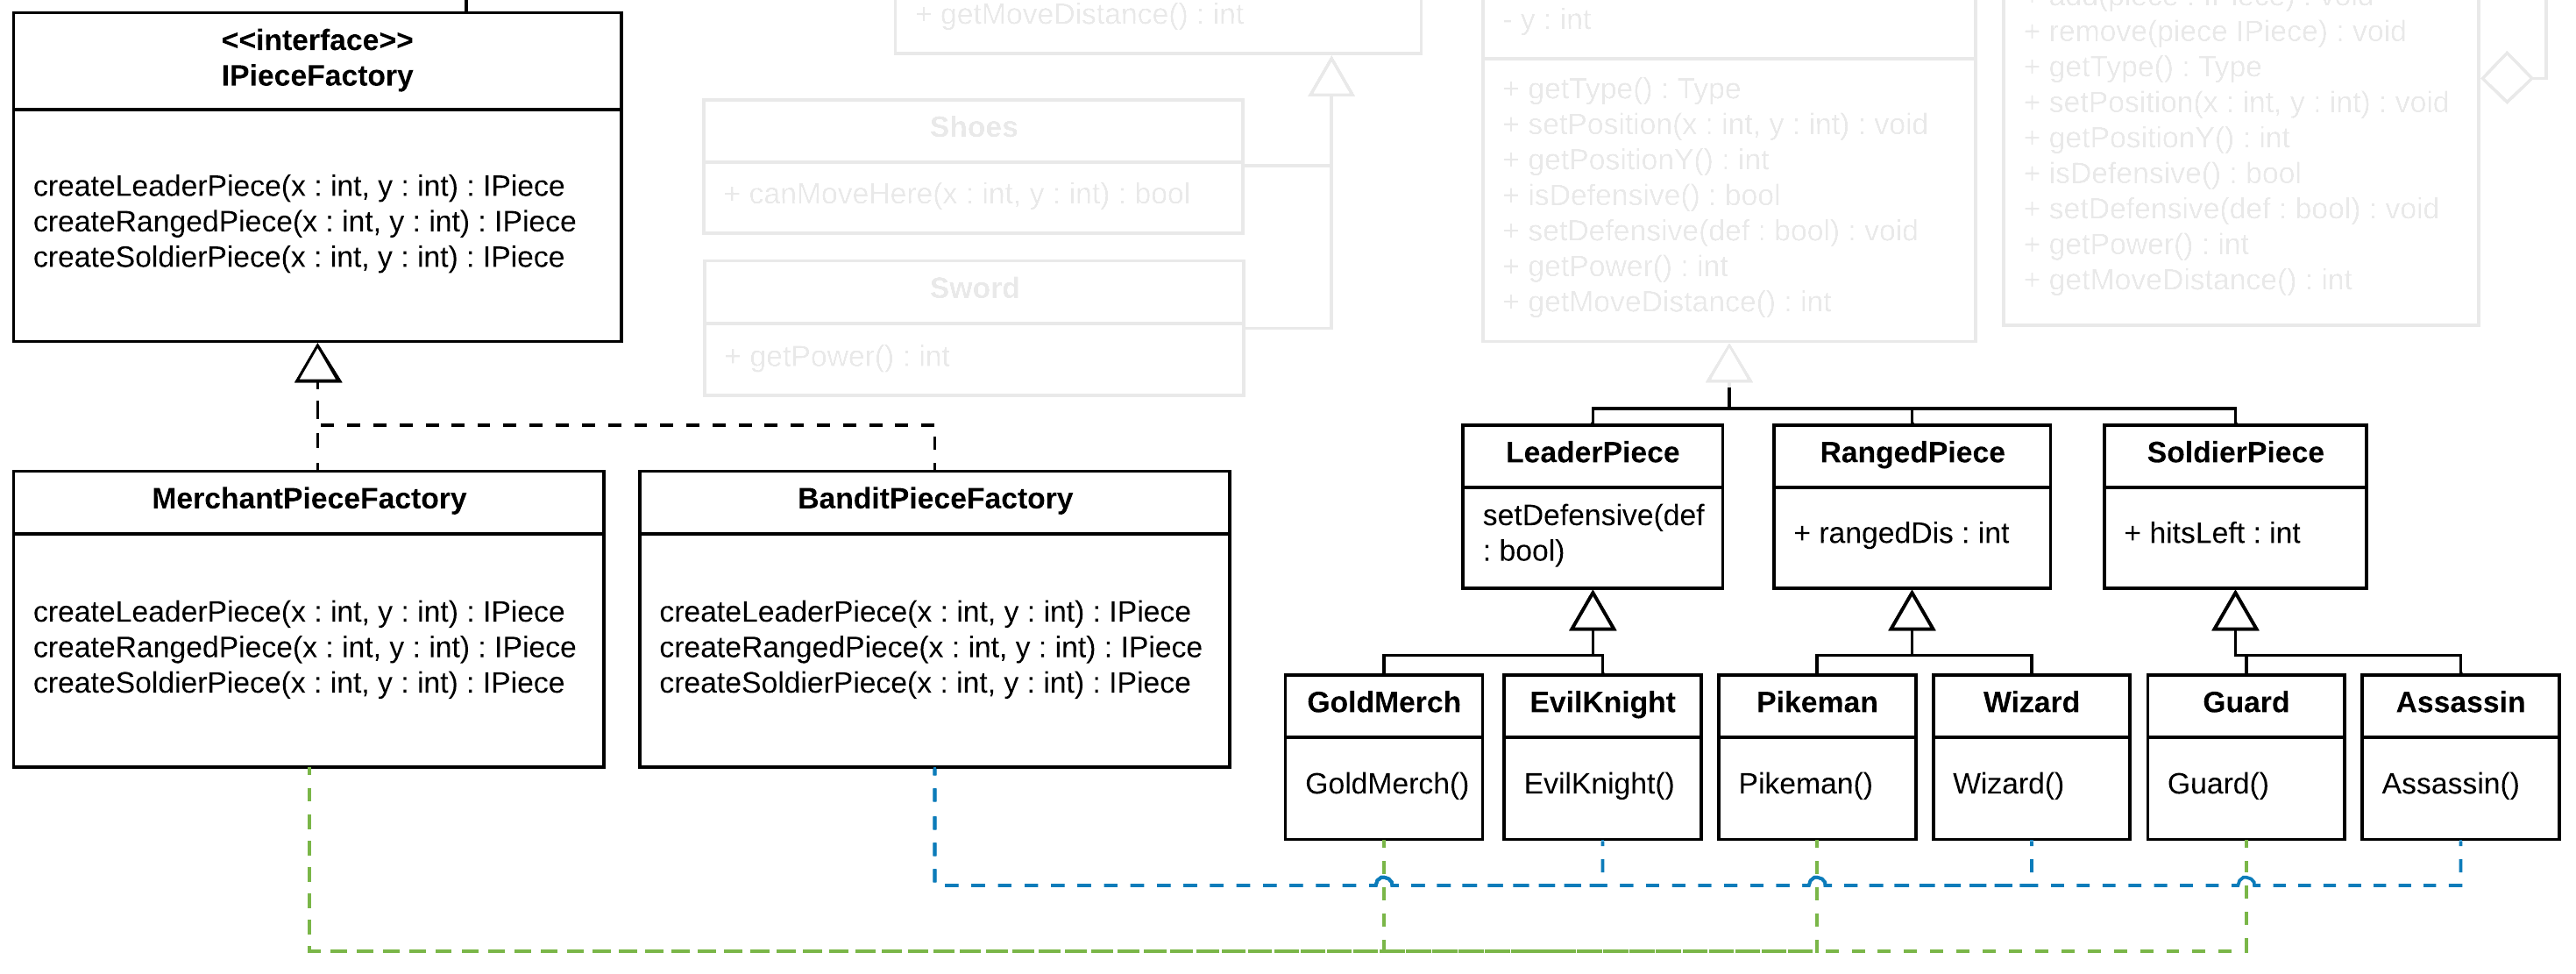 <<interface>>
IPieceFactory
createLeaderPiece(x : int, y : int) : IPiece
createRangedPiece(x : int, y : int) : IPiece
createSoldierPiece(x : int, y : int) : IPiece
+ getMoveDistance() : int
Shoes
+ canMoveHere(x : int, y : int) : bool
Sword
+ getPower() : int
- y : int
+ getType() : Type
+ setPosition(x : int, y : int) : void
+ getPositionY() : int
+ isDefensive() : bool
+ setDefensive(def : bool) : void
+ getPower() : int
+ getMoveDistance() : int
+ add(piece : IPiece) : void
+ remove(piece IPiece) : void
+ getType() : Type
+ setPosition(x : int, y : int) : void
+ getPositionY() : int
+ isDefensive() : bool
+ setDefensive(def : bool) : void
+ getPower() : int
+ getMoveDistance() : int
MerchantPieceFactory
createLeaderPiece(x : int, y : int) : IPiece
createRangedPiece(x : int, y : int) : IPiece
createSoldierPiece(x : int, y : int) : IPiece
BanditPieceFactory
createLeaderPiece(x : int, y : int) : IPiece
createRangedPiece(x : int, y : int) : IPiece
createSoldierPiece(x : int, y : int) : IPiece
LeaderPiece
setDefensive(def
: bool)
RangedPiece
+ rangedDis : int
SoldierPiece
+ hitsLeft : int
GoldMerch
GoldMerch()
EvilKnight
EvilKnight()
Pikeman
Pikeman()
Wizard
Wizard()
Guard
Guard()
Assassin
Assassin()